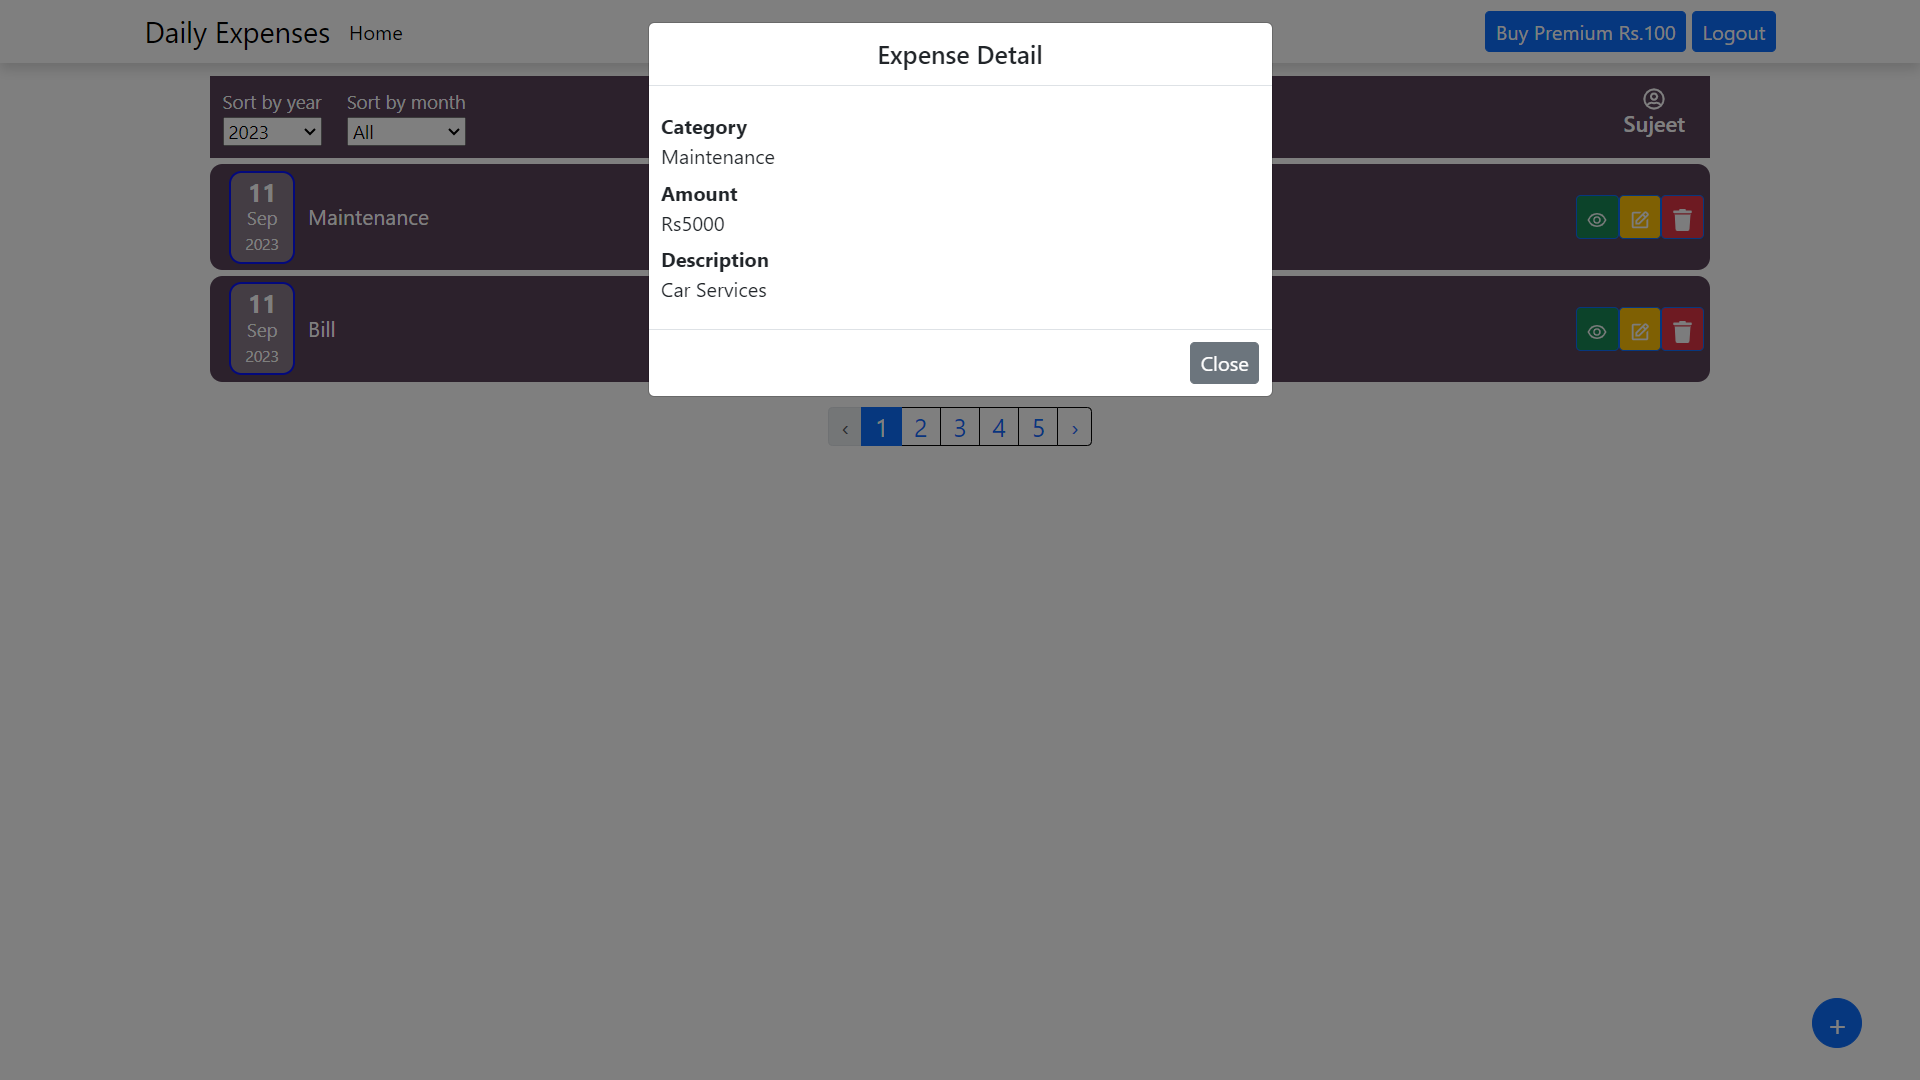 Daily Expenses Home
Buy Premium Rs.100 Logout
Sort by year Sort by month
2023 All
Sujeet
11
Sep
2023
Maintenance
11
Sep
2023
Bill
Expense Detail
Category
Maintenance
Amount
Rs5000
Description
Car Services
Close
‹ 1 2 3 4 5 ›
+